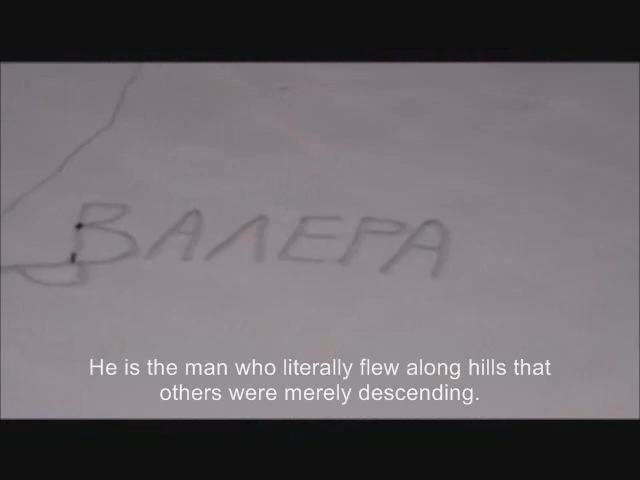 ВАЛЕРА
He is the man who literally flew along hills that
others were merely descending.